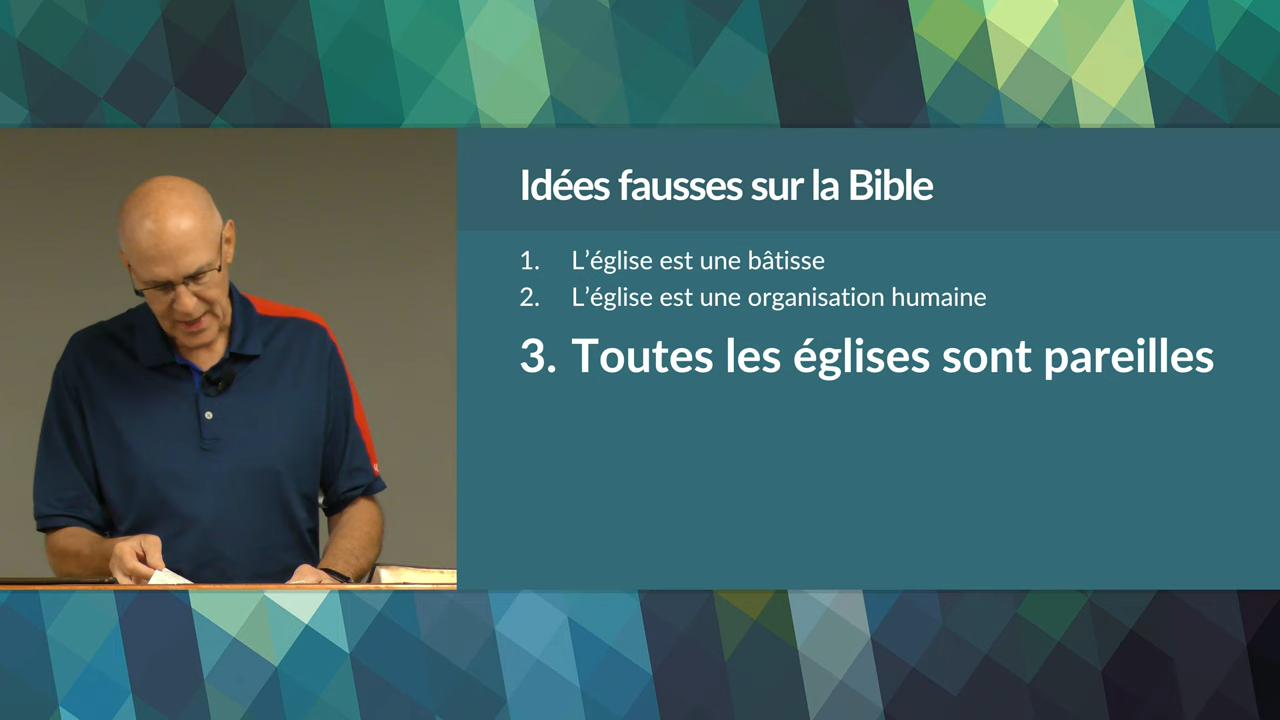 Idées fausses sur la Bible
1. L’église est une bâtisse
2. L’église est une organisation humaine
3. Toutes les églises sont pareilles